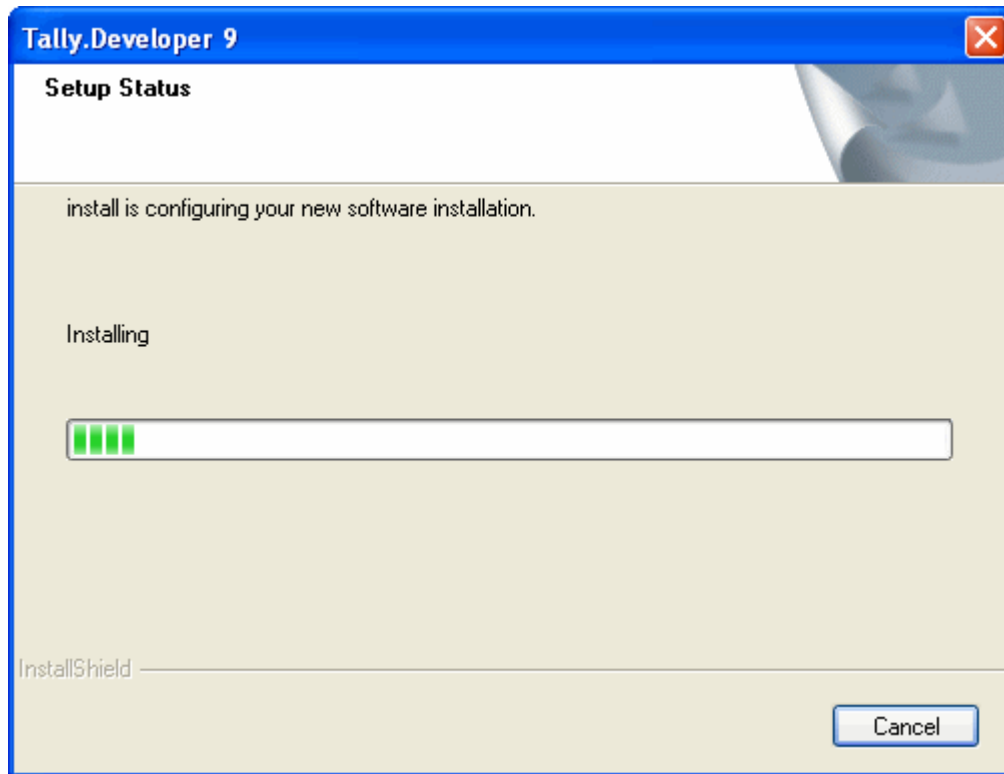 Tally.Developer 9
Setup Status
install is configuring your new software installation.
Installing
InstallShield
Cancel